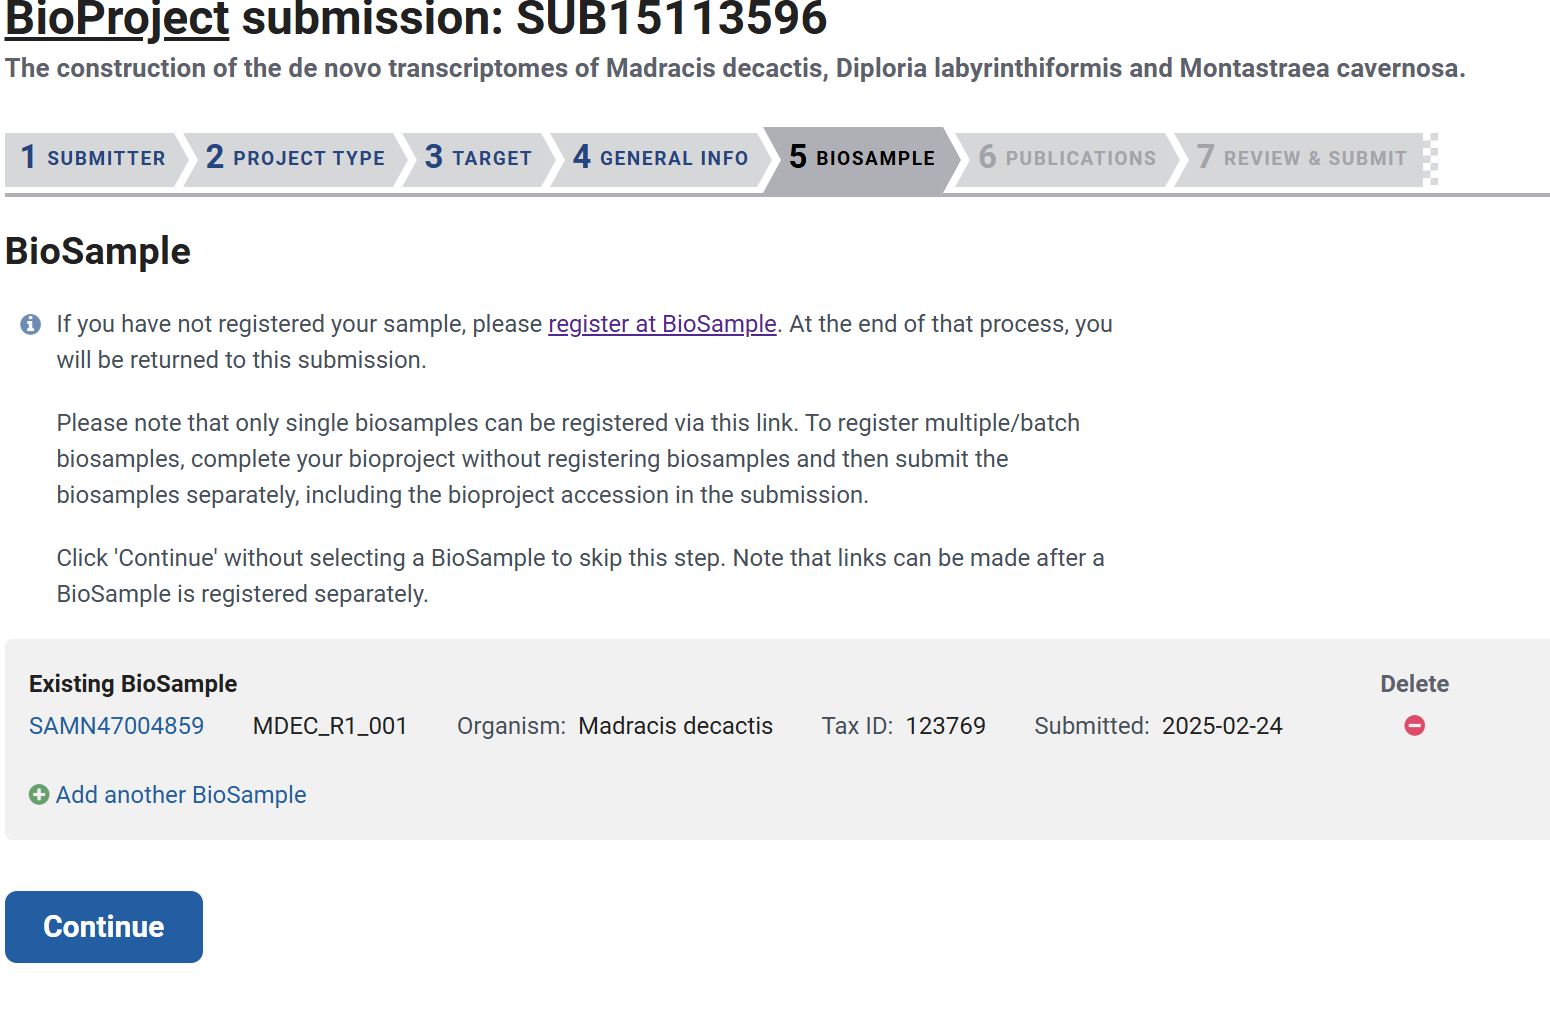 BioProject submission: SUB15113596
The construction of the de novo transcriptomes of Madracis decactis, Diploria labyrinthiformis and Montastraea cavernosa.
1 SUBMITTER 2 PROJECT TYPE 3 TARGET 4 GENERAL INFO 5 BIOSAMPLE 6 PUBLICATIONS 7 REVIEW & SUBMIT
BioSample
If you have not registered your sample, please register at BioSample. At the end of that process, you
will be returned to this submission.
Please note that only single biosamples can be registered via this link. To register multiple/batch
biosamples, complete your bioproject without registering biosamples and then submit the
biosamples separately, including the bioproject accession in the submission.
Click 'Continue' without selecting a BioSample to skip this step. Note that links can be made after a
BioSample is registered separately.
Existing BioSample Delete
SAMN47004859 MDEC_R1_001 Organism: Madracis decactis Tax ID: 123769 Submitted: 2025-02-24
Add another BioSample
Continue